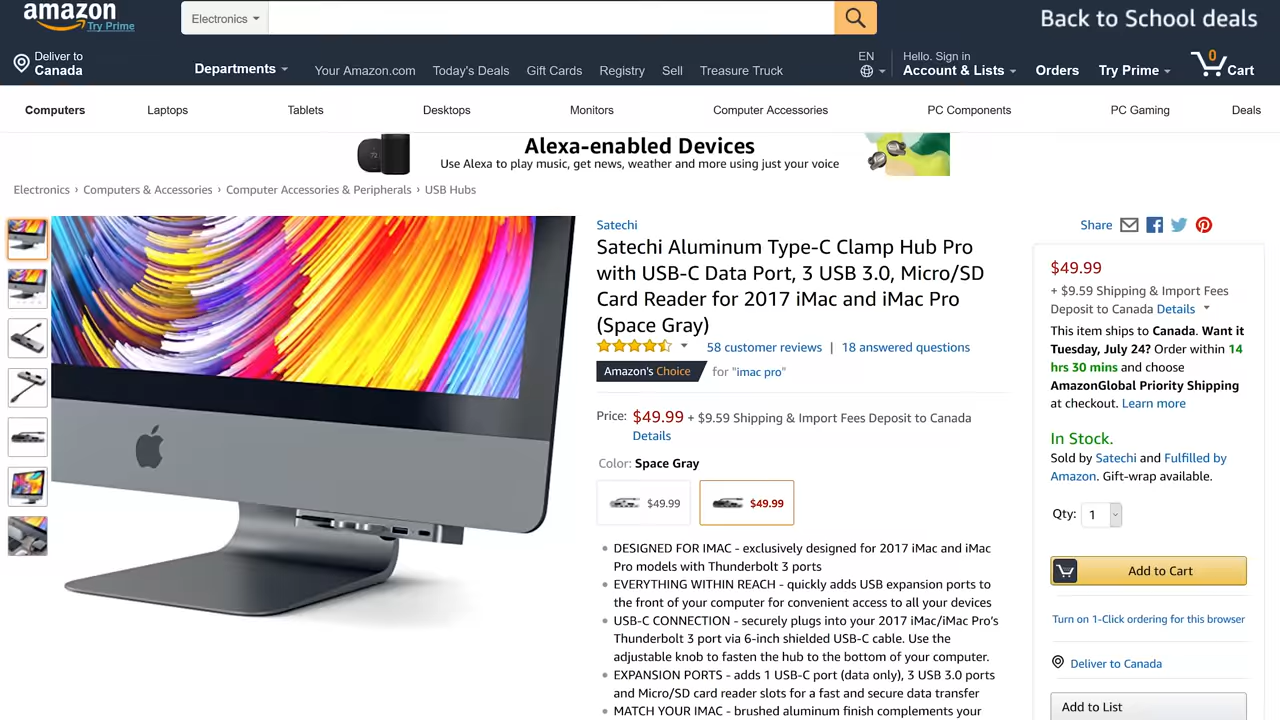 amazon
Try Prime
Electronics
Back to School deals
Deliver to
Canada
Departments
Your Amazon.com
Today's Deals
Gift Cards
Registry
Sell
Treasure Truck
EN
Hello. Sign in
Account & Lists
Orders
Try Prime
0
Cart
Computers
Laptops
Tablets
Desktops
Monitors
Computer Accessories
PC Components
PC Gaming
Deals
Alexa-enabled Devices
Use Alexa to play music, get news, weather and more using just your voice
Electronics › Computers & Accessories › Computer Accessories & Peripherals › USB Hubs
Satechi
Satechi Aluminum Type-C Clamp Hub Pro
with USB-C Data Port, 3 USB 3.0, Micro/SD
Card Reader for 2017 iMac and iMac Pro
(Space Gray)
58 customer reviews | 18 answered questions
Amazon's Choice for "imac pro"
Price: $49.99 + $9.59 Shipping & Import Fees Deposit to Canada
Details
Color: Space Gray
$49.99
$49.99
• DESIGNED FOR IMAC - exclusively designed for 2017 iMac and iMac
Pro models with Thunderbolt 3 ports
• EVERYTHING WITHIN REACH - quickly adds USB expansion ports to
the front of your computer for convenient access to all your devices
• USB-C CONNECTION - securely plugs into your 2017 iMac/iMac Pro's
Thunderbolt 3 port via 6-inch shielded USB-C cable. Use the
adjustable knob to fasten the hub to the bottom of your computer.
• EXPANSION PORTS - adds 1 USB-C port (data only), 3 USB 3.0 ports
and Micro/SD card reader slots for a fast and secure data transfer
• MATCH YOUR IMAC - brushed aluminum finish complements your
Share
$49.99
+ $9.59 Shipping & Import Fees
Deposit to Canada Details
This item ships to Canada. Want it
Tuesday, July 24? Order within 14
hrs 30 mins and choose
AmazonGlobal Priority Shipping
at checkout. Learn more
In Stock.
Sold by Satechi and Fulfilled by
Amazon. Gift-wrap available.
Qty: 1
Add to Cart
Turn on 1-Click ordering for this browser
Deliver to Canada
Add to List